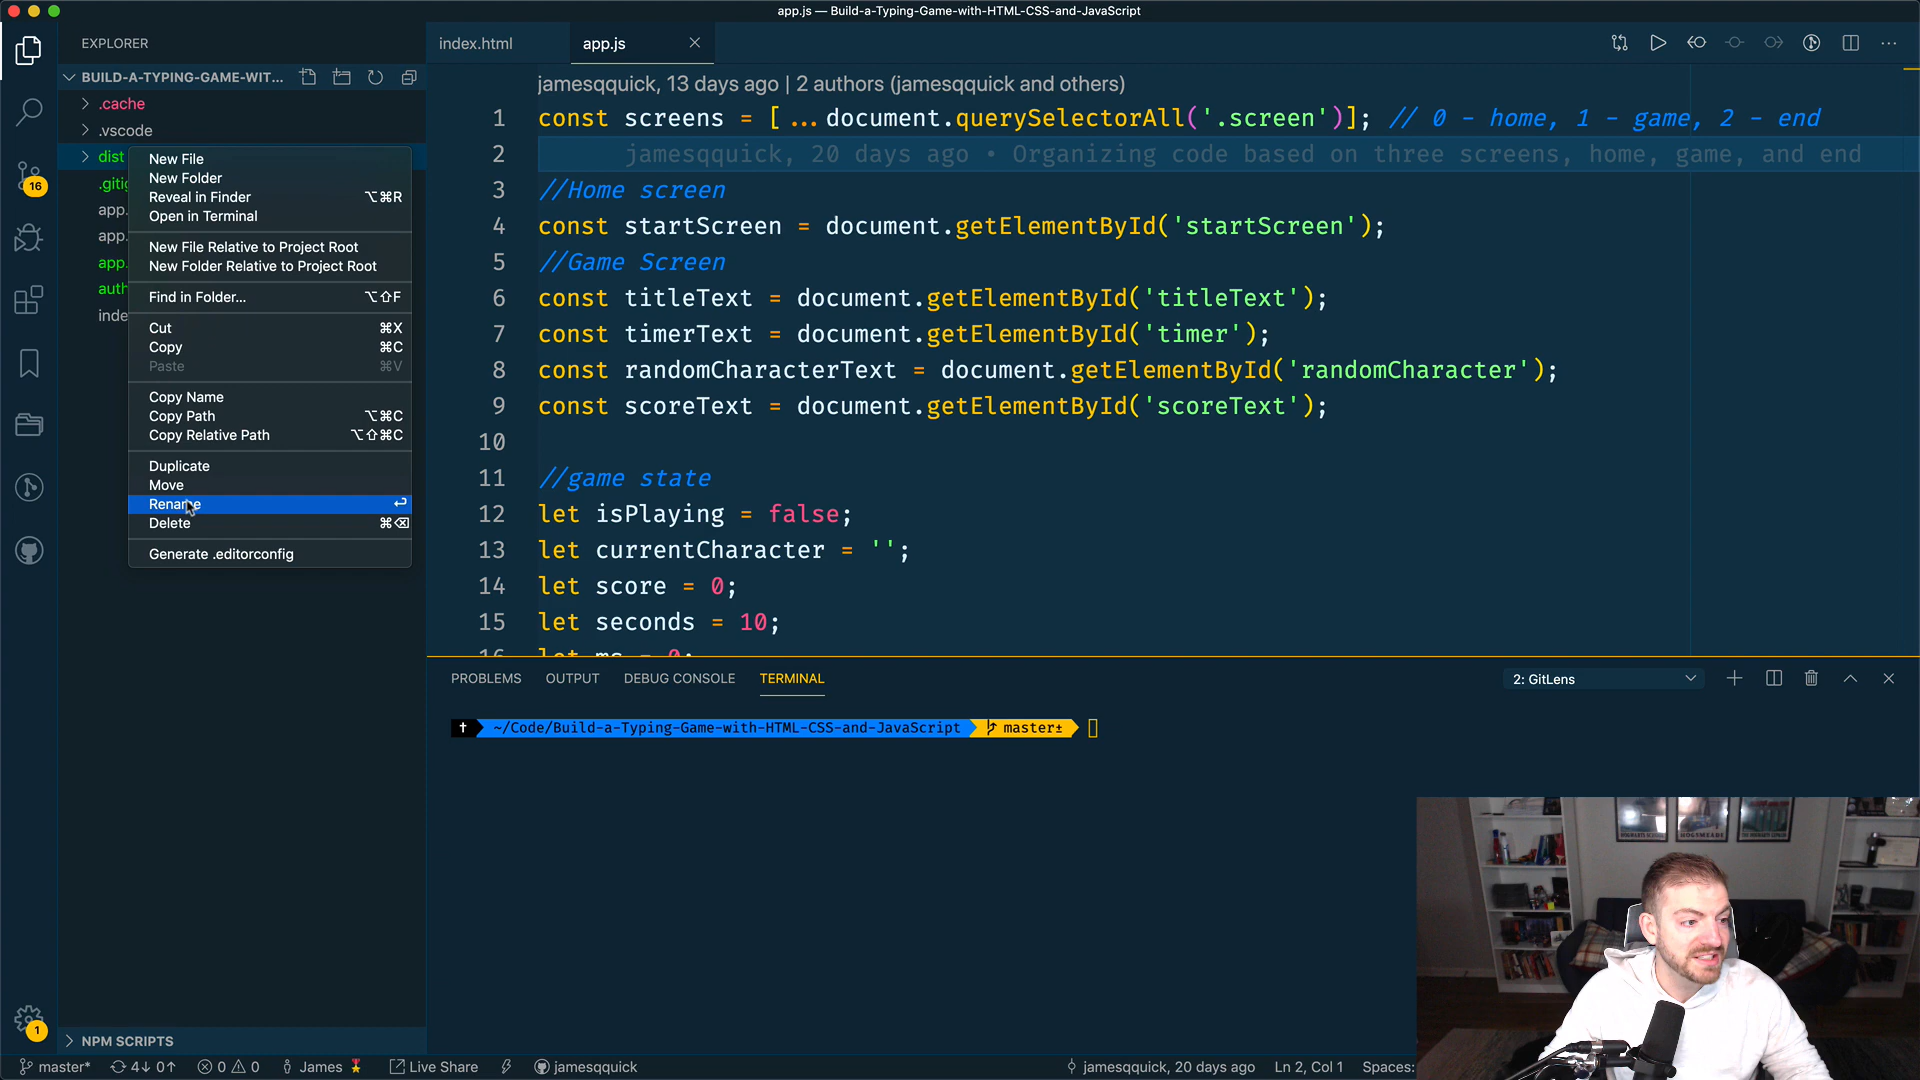 app.js — Build-a-Typing-Game-with-HTML-CSS-and-JavaScript
EXPLORER
BUILD-A-TYPING-GAME-WIT...
.cache
.vscode
dist
.gitig
app.
app.
app.
auth
inde
New File
New Folder
Reveal in Finder ⌥⌘R
Open in Terminal
New File Relative to Project Root
New Folder Relative to Project Root
Find in Folder... ⌥⇧F
Cut ⌘X
Copy ⌘C
Paste ⌘V
Copy Name
Copy Path ⌥⌘C
Copy Relative Path ⌥⇧⌘C
Duplicate
Move
Rename ↩
Delete ⌘⌫
Generate .editorconfig
16
1
NPM SCRIPTS
index.html
app.js
jamesqquick, 13 days ago | 2 authors (jamesqquick and others)
1 const screens = [...document.querySelectorAll('.screen')]; // 0 - home, 1 - game, 2 - end
2 jamesqquick, 20 days ago • Organizing code based on three screens, home, game, and end
3 //Home screen
4 const startScreen = document.getElementById('startScreen');
5 //Game Screen
6 const titleText = document.getElementById('titleText');
7 const timerText = document.getElementById('timer');
8 const randomCharacterText = document.getElementById('randomCharacter');
9 const scoreText = document.getElementById('scoreText');
10
11 //game state
12 let isPlaying = false;
13 let currentCharacter = '';
14 let score = 0;
15 let seconds = 10;
16 let ms = 0;
PROBLEMS OUTPUT DEBUG CONSOLE TERMINAL
2: GitLens
~/Code/Build-a-Typing-Game-with-HTML-CSS-and-JavaScript master±
HOGSMEADE
master* 4↓ 0↑ 0 0 James Live Share jamesqquick
jamesqquick, 20 days ago Ln 2, Col 1 Spaces: